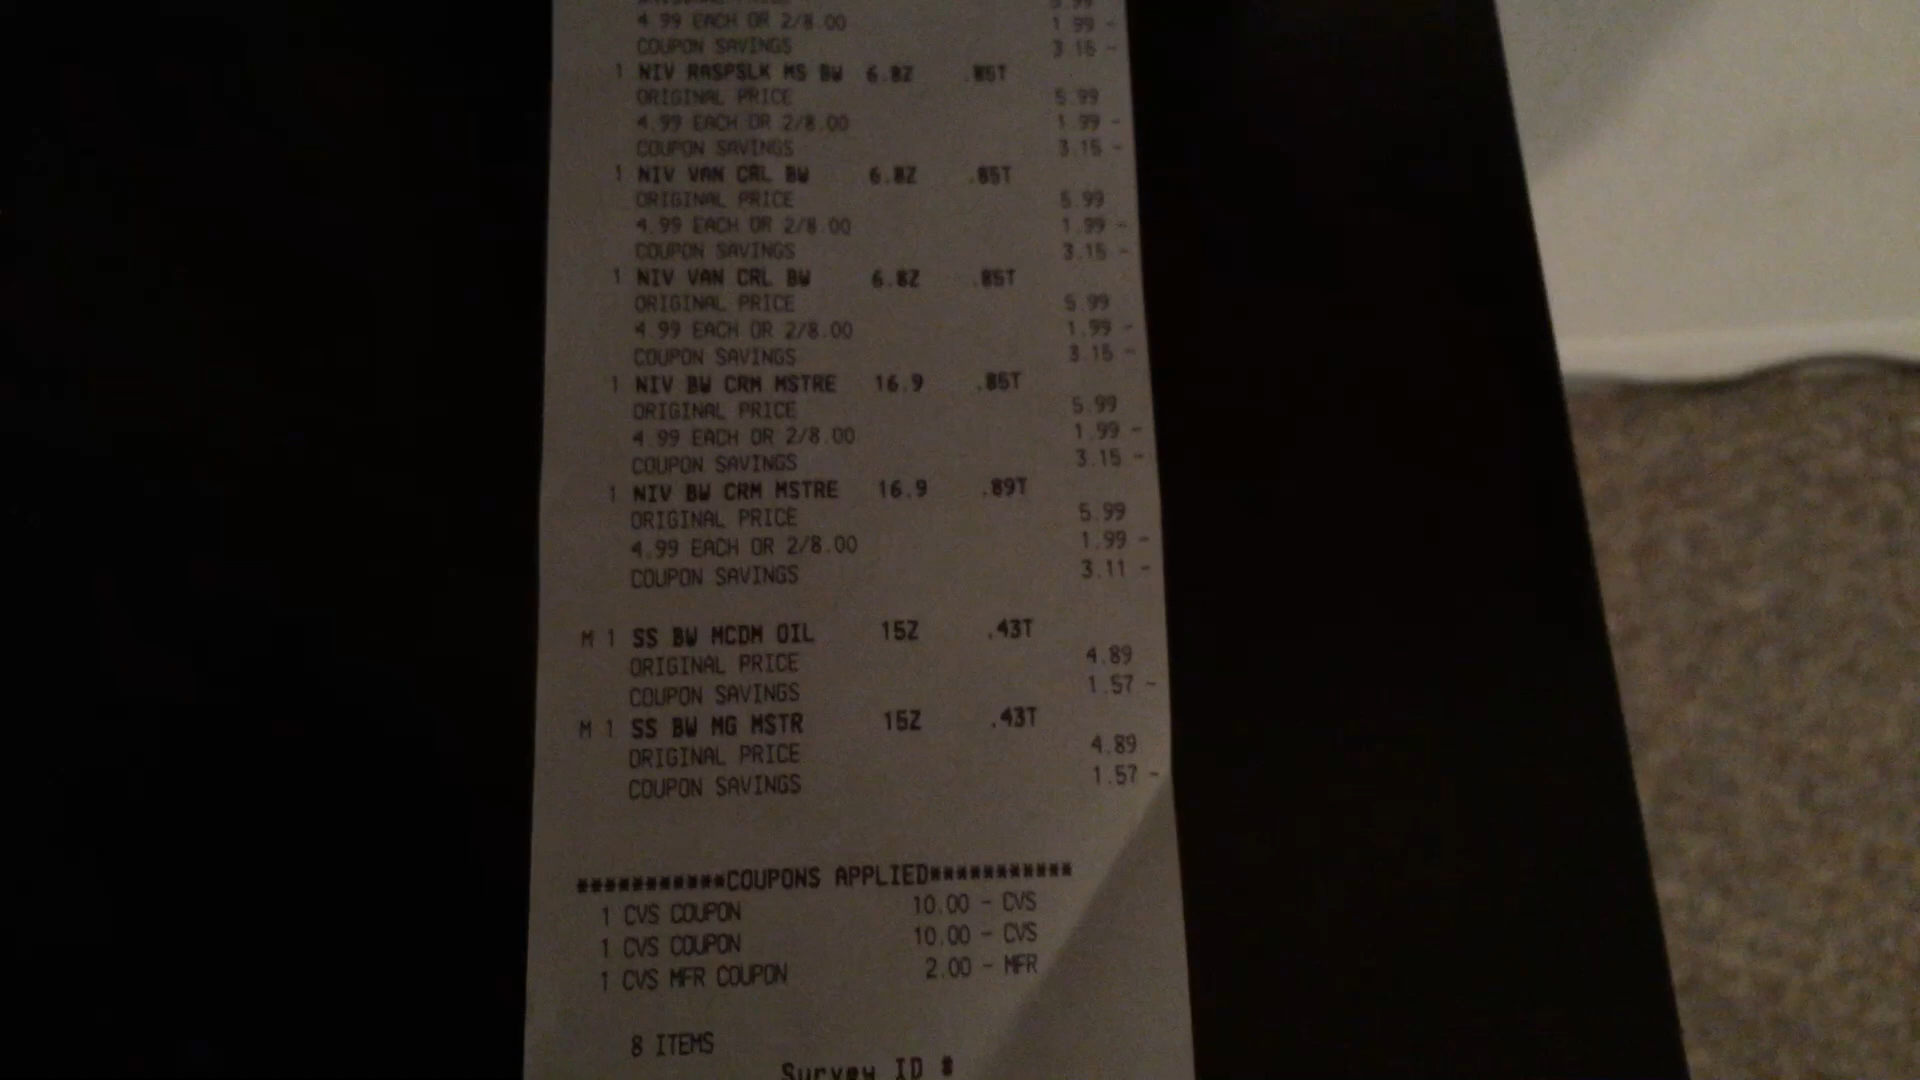 5.99
4.99 EACH OR 2/8.00 1.99 -
COUPON SAVINGS 3.15 -
1 NIV RASPSLK MS BW 6.8Z .85T
ORIGINAL PRICE 5.99
4.99 EACH OR 2/8.00 1.99 -
COUPON SAVINGS 3.15 -
1 NIV VAN CRL BW 6.8Z .85T
ORIGINAL PRICE 5.99
4.99 EACH OR 2/8.00 1.99 -
COUPON SAVINGS 3.15 -
1 NIV VAN CRL BW 6.8Z .85T
ORIGINAL PRICE 5.99
4.99 EACH OR 2/8.00 1.99 -
COUPON SAVINGS 3.15 -
1 NIV BW CRM MSTRE 16.9 .85T
ORIGINAL PRICE 5.99
4.99 EACH OR 2/8.00 1.99 -
COUPON SAVINGS 3.15 -
1 NIV BW CRM MSTRE 16.9 .89T
ORIGINAL PRICE 5.99
4.99 EACH OR 2/8.00 1.99 -
COUPON SAVINGS 3.11 -
M 1 SS BW MCDM OIL 15Z .43T
ORIGINAL PRICE 4.89
COUPON SAVINGS 1.57 -
M 1 SS BW MG MSTR 15Z .43T
ORIGINAL PRICE 4.89
COUPON SAVINGS 1.57 -
***********COUPONS APPLIED***********
1 CVS COUPON 10.00 - CVS
1 CVS COUPON 10.00 - CVS
1 CVS MFR COUPON 2.00 - MFR
8 ITEMS
Survey ID #